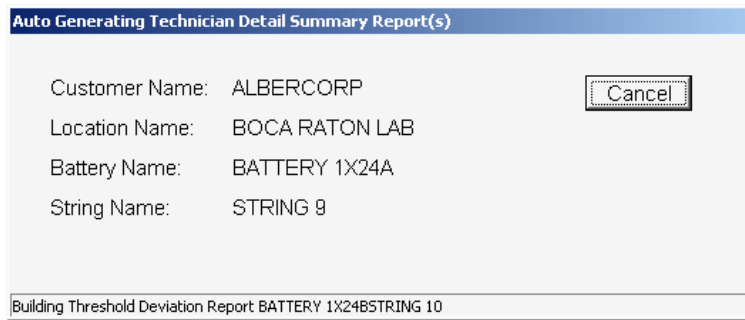 Auto Generating Technician Detail Summary Report(s)
Customer Name: ALBERCORP
Cancel
Location Name: BOCA RATON LAB
Battery Name: BATTERY 1X24A
String Name: STRING 9
Building Threshold Deviation Report BATTERY 1X24BSTRING 10